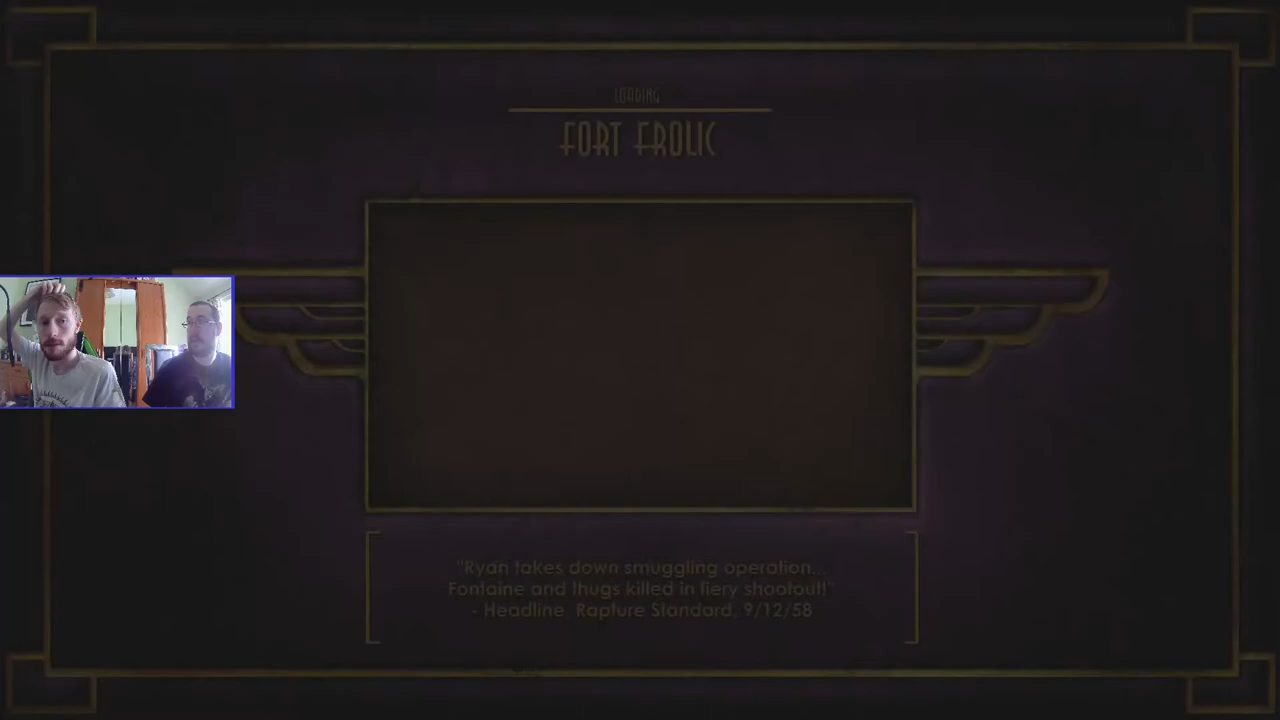 LOADING
FORT FROLIC
"Ryan takes down smuggling operation...
Fontaine and thugs killed in fiery shootout!"
- Headline, Rapture Standard, 9/12/58